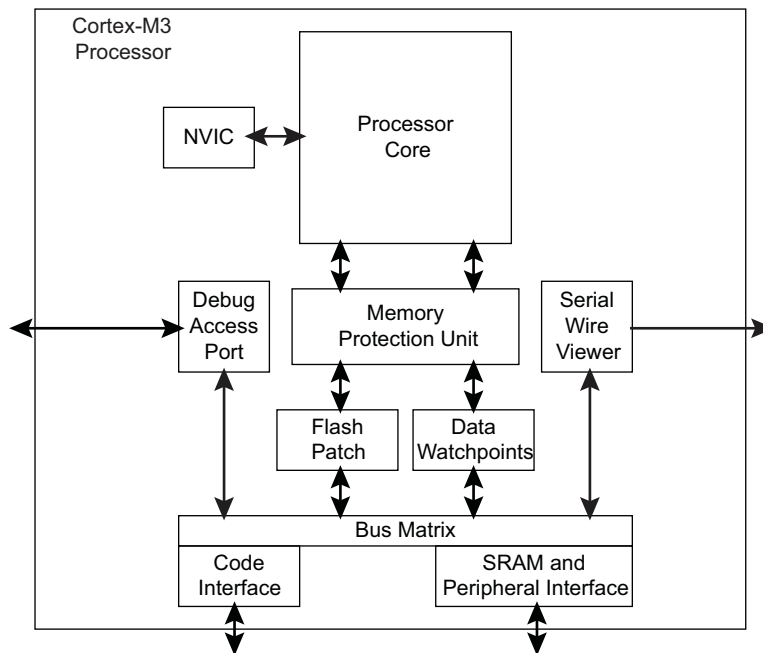 Cortex-M3
Processor
NVIC
Processor
Core
Debug
Access
Port
Memory
Protection Unit
Serial
Wire
Viewer
Flash
Patch
Data
Watchpoints
Bus Matrix
Code
Interface
SRAM and
Peripheral Interface